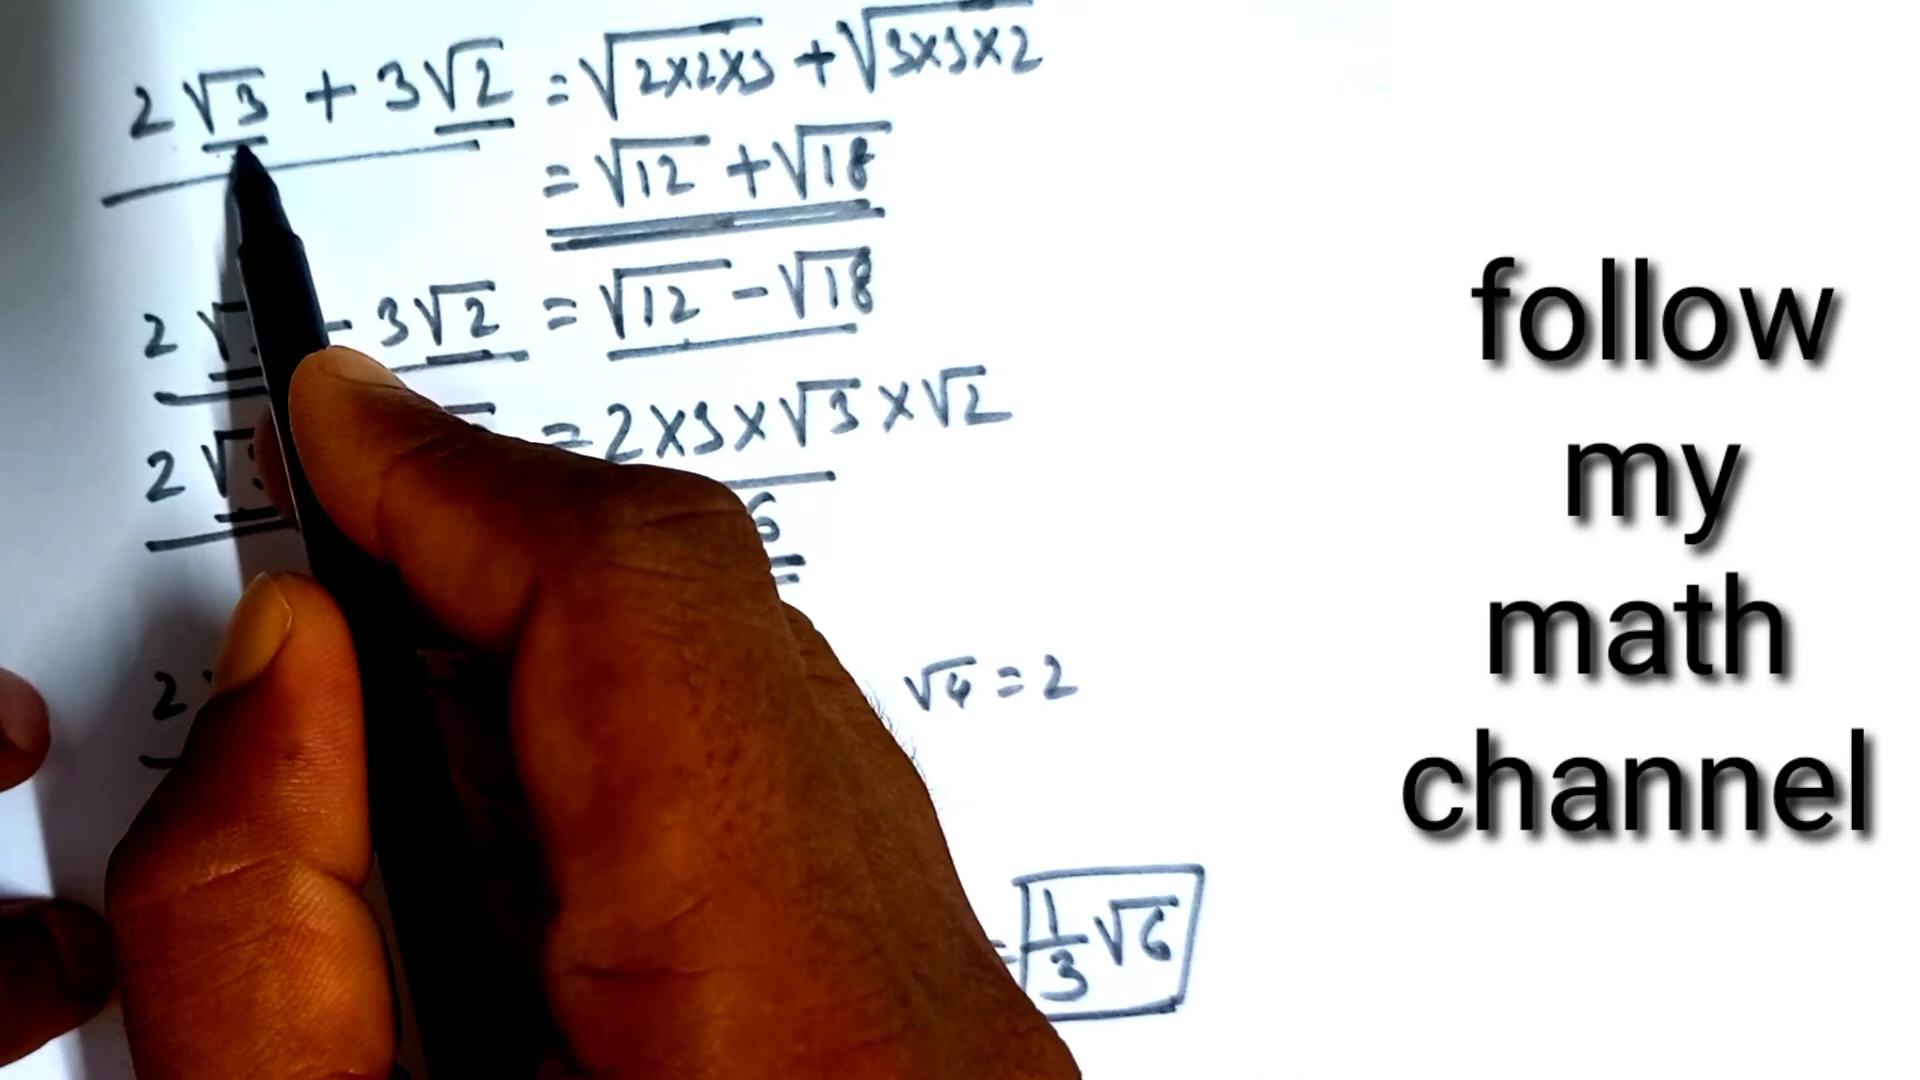 2√3 + 3√2 = √2×2×3 + √3×3×2
= √12 + √18
2√ - 3√2 = √12 - √18
2√ = 2×3×√3×√2
6
2 √4 = 2
= 1/3 √6
follow
my
math
channel